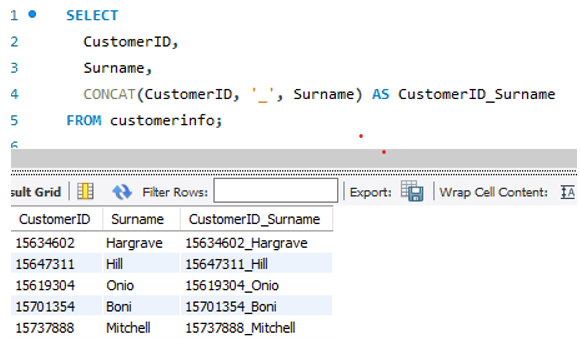 1 SELECT
2 CustomerID,
3 Surname,
4 CONCAT(CustomerID, '_', Surname) AS CustomerID_Surname
5 FROM customerinfo;
6
sult Grid Filter Rows: Export: Wrap Cell Content:
CustomerID Surname CustomerID_Surname
15634602 Hargrave 15634602_Hargrave
15647311 Hill 15647311_Hill
15619304 Onio 15619304_Onio
15701354 Boni 15701354_Boni
15737888 Mitchell 15737888_Mitchell